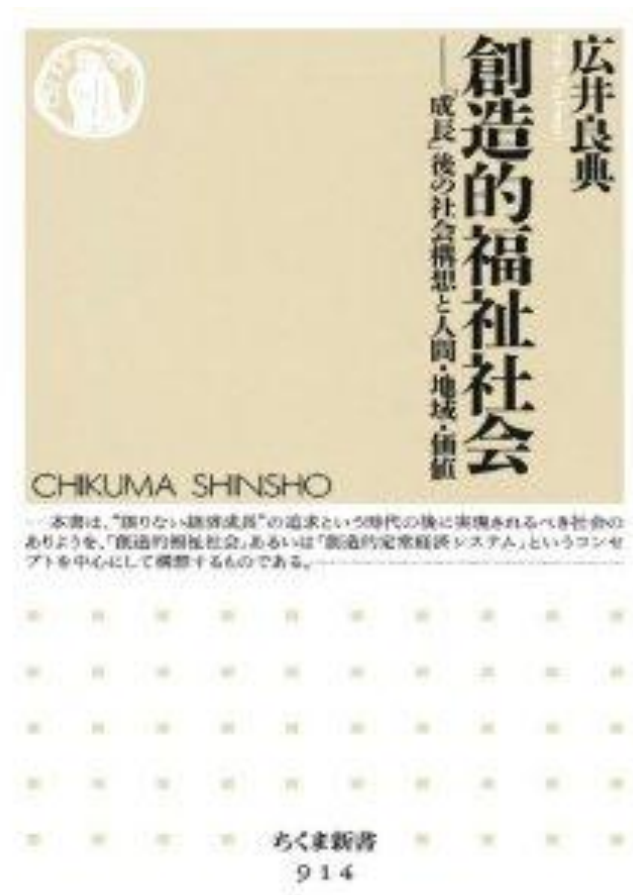 広井良典
創造的福祉社会
――「成長」後の社会構想と人間・地域・価値
CHIKUMA SHINSHO
…本書は、“限りない経済成長”の追求という時代の後に実現されるべき社会の
ありようを、「創造的福祉社会」あるいは「創造的定常経済システム」というコンセ
プトを中心にして構想するものである。
ちくま新書
914